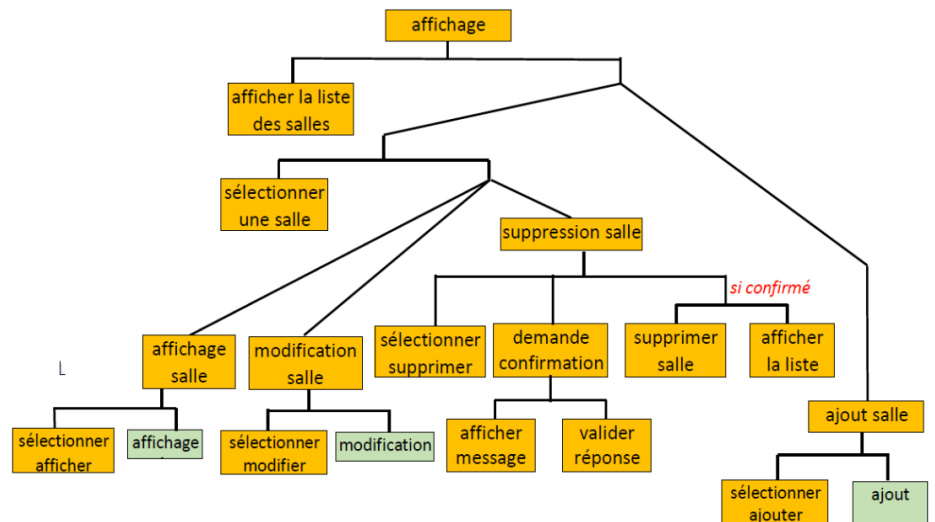 affichage
afficher la liste
des salles
sélectionner
une salle
suppression salle
si confirmé
affichage
salle
modification
salle
sélectionner
supprimer
demande
confirmation
supprimer
salle
afficher
la liste
ajout salle
sélectionner
afficher
affichage
sélectionner
modifier
modification
afficher
message
valider
réponse
sélectionner
ajouter
ajout